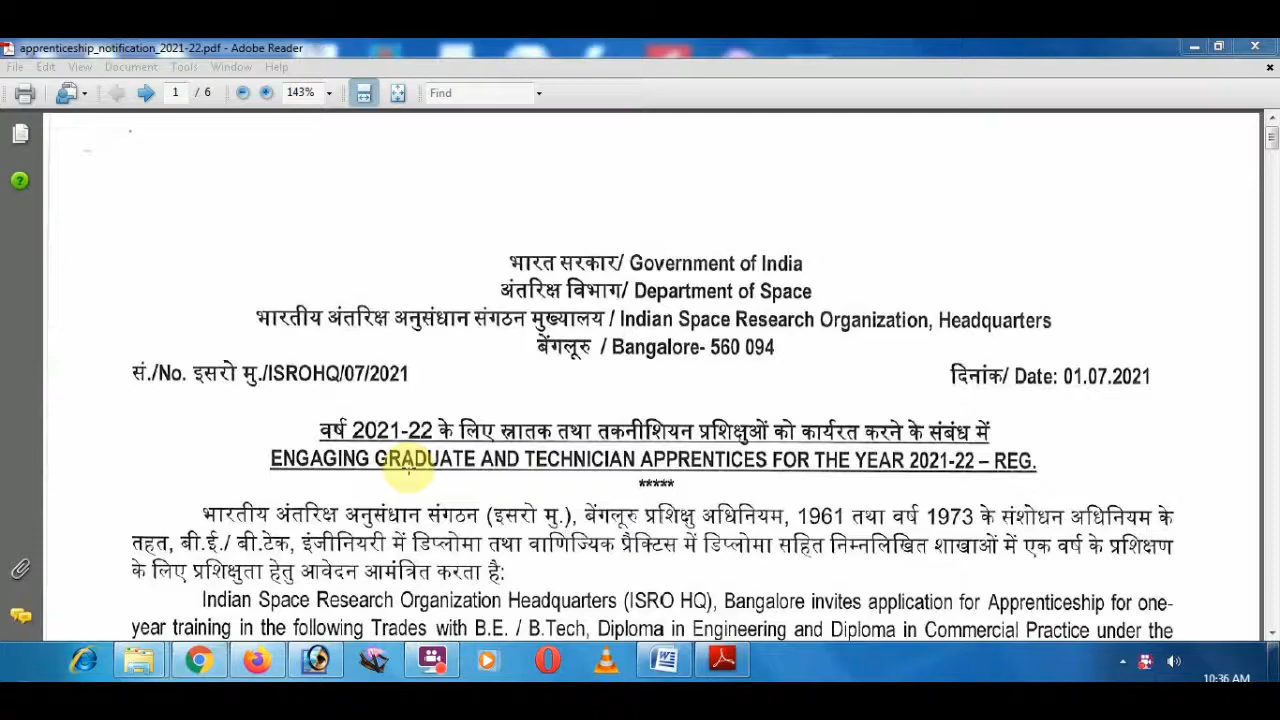 apprenticeship_notification_2021-22.pdf - Adobe Reader
File Edit View Document Tools Window Help
1 / 6 143% Find
भारत सरकार/ Government of India
अंतरिक्ष विभाग/ Department of Space
भारतीय अंतरिक्ष अनुसंधान संगठन मुख्यालय / Indian Space Research Organization, Headquarters
बेंगलूरु / Bangalore- 560 094
सं./No. इसरो मु./ISROHQ/07/2021 दिनांक/ Date: 01.07.2021
वर्ष 2021-22 के लिए स्नातक तथा तकनीशियन प्रशिक्षुओं को कार्यरत करने के संबंध में
ENGAGING GRADUATE AND TECHNICIAN APPRENTICES FOR THE YEAR 2021-22 – REG.
*****
भारतीय अंतरिक्ष अनुसंधान संगठन (इसरो मु.), बेंगलूरु प्रशिक्षु अधिनियम, 1961 तथा वर्ष 1973 के संशोधन अधिनियम के
तहत, बी.ई./ बी.टेक, इंजीनियरी में डिप्लोमा तथा वाणिज्यिक प्रैक्टिस में डिप्लोमा सहित निम्नलिखित शाखाओं में एक वर्ष के प्रशिक्षण
के लिए प्रशिक्षुता हेतु आवेदन आमंत्रित करता है:
Indian Space Research Organization Headquarters (ISRO HQ), Bangalore invites application for Apprenticeship for one-
year training in the following Trades with B.E. / B.Tech, Diploma in Engineering and Diploma in Commercial Practice under the
10:36 AM